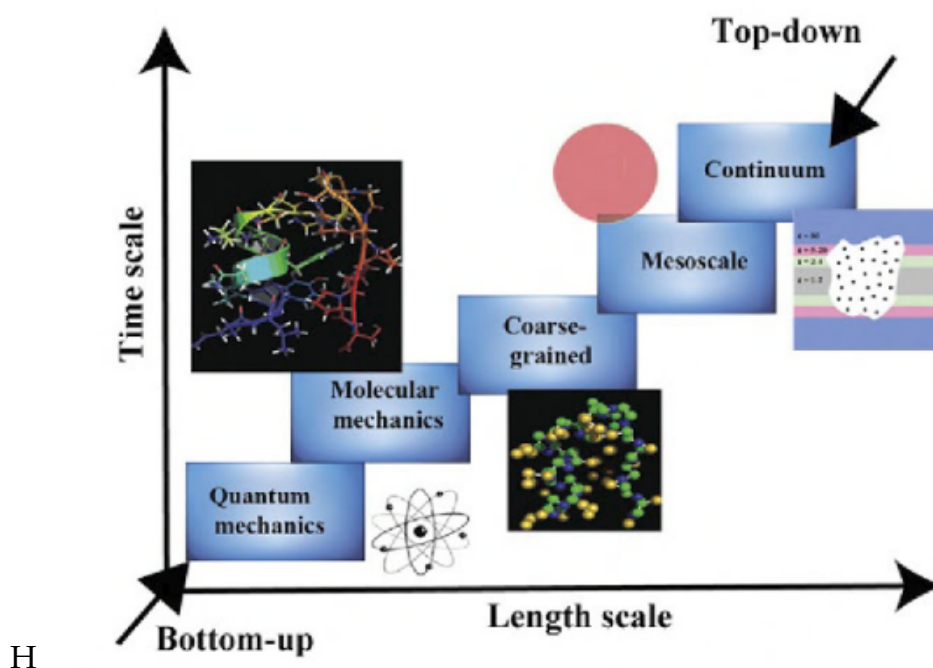 Top-down
Continuum
Mesoscale
Coarse-
grained
Molecular
mechanics
Quantum
mechanics
Time scale
Length scale
Bottom-up
H